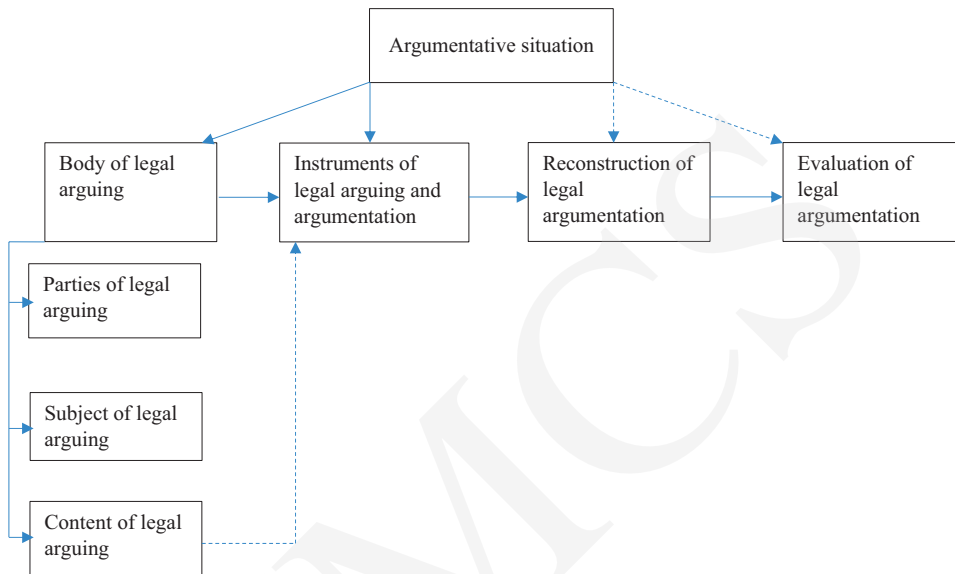 Argumentative situation
Body of legal
arguing
Instruments of
legal arguing and
argumentation
Reconstruction of
legal
argumentation
Evaluation of
legal
argumentation
Parties of legal
arguing
Subject of legal
arguing
Content of legal
arguing
MCS